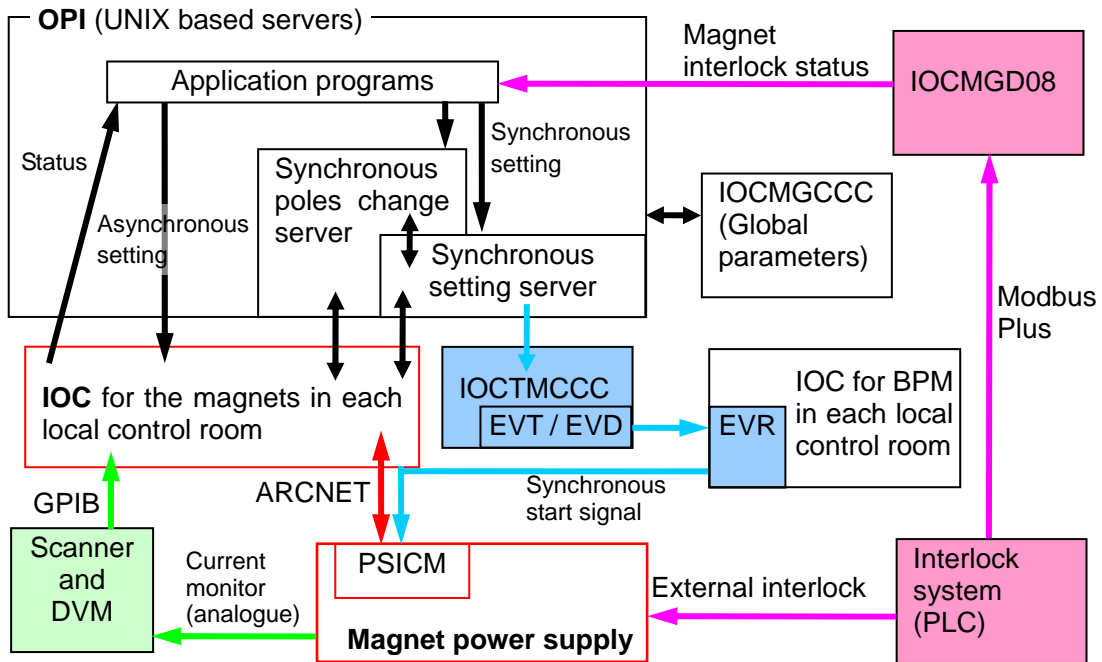 OPI (UNIX based servers)
Application programs
Magnet
interlock status
IOCMGD08
Status
Asynchronous
setting
Synchronous
poles change
server
Synchronous
setting
Synchronous
setting server
IOCMGCCC
(Global
parameters)
Modbus
Plus
IOC for the magnets in each
local control room
IOCTMCCC
EVT / EVD
EVR
IOC for BPM
in each local
control room
GPIB
ARCNET
Synchronous
start signal
Scanner
and
DVM
Current
monitor
(analogue)
PSICM
Magnet power supply
External interlock
Interlock
system
(PLC)